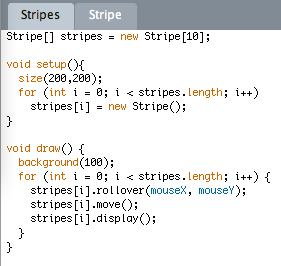 Stripes Stripe
Stripe[] stripes = new Stripe[10];

void setup(){
  size(200,200);
  for (int i = 0; i < stripes.length; i++)
    stripes[i] = new Stripe();
}

void draw() {
  background(100);
  for (int i = 0; i < stripes.length; i++) {
    stripes[i].rollover(mouseX, mouseY);
    stripes[i].move();
    stripes[i].display();
  }
}